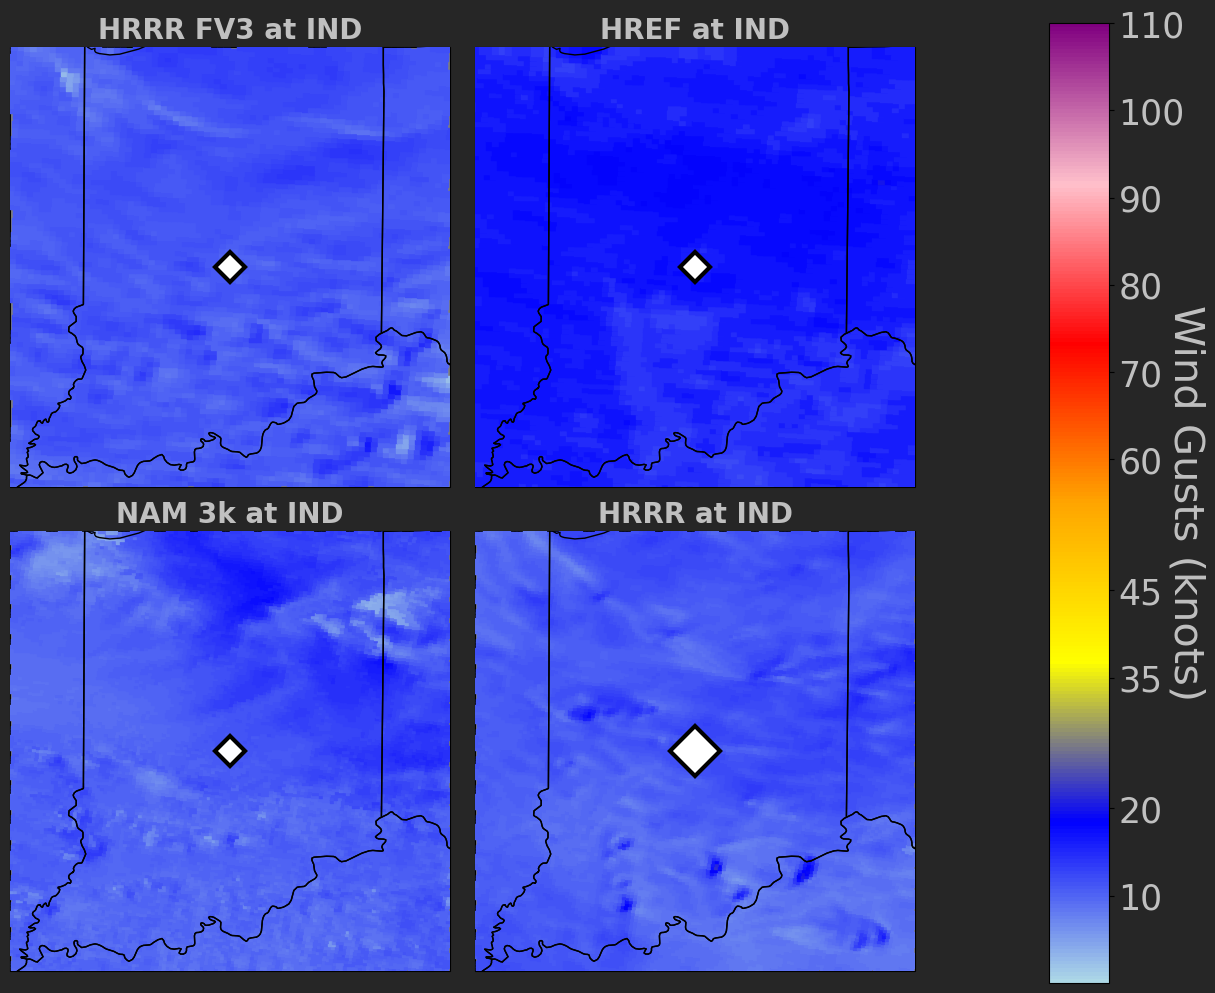 HRRR FV3 at IND
HREF at IND
NAM 3k at IND
HRRR at IND
110
100
90
80
70
60
45
35
20
10
Wind Gusts (knots)